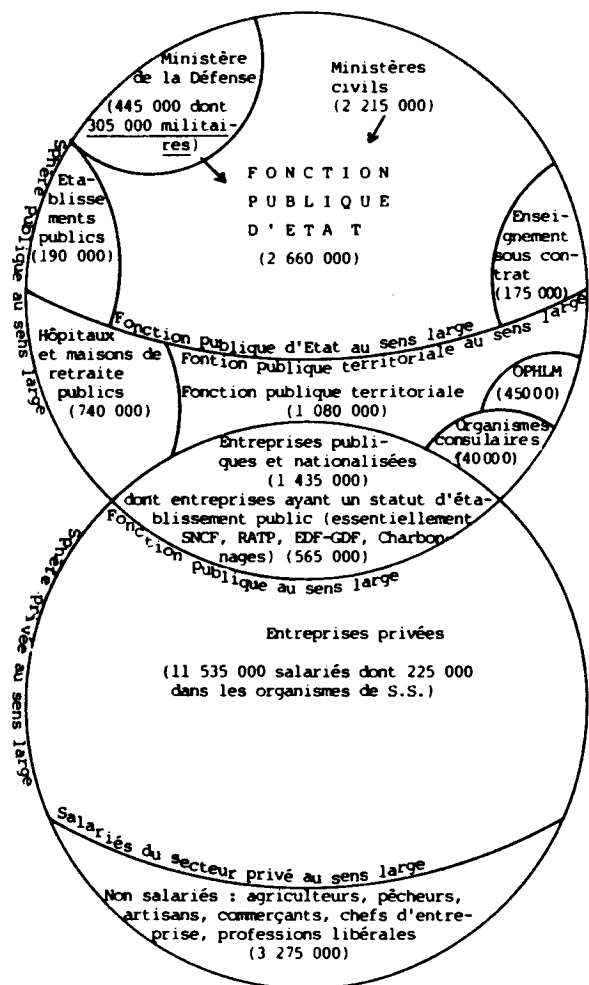 Ministère
de la Défense
(445 000 dont
305 000 militai-
res)
Ministères
civils
(2 215 000)
FONCTION
PUBLIQUE
D'ETAT
(2 660 000)
Sphère publique au sens large
Eta-
blisse
ments
publics
(190 000)
Ensei-
gnement
sous con-
trat
(175 000)
Fonction publique d'Etat au sens large
Fontion publique territoriale au sens large
Hôpitaux
et maisons de
retraite
publics
(740 000)
Fonction publique territoriale
(1 080 000)
OPHLM
(45000)
Organismes
consulaires
(40000)
Entreprises publi-
ques et nationalisées
(1 435 000)
dont entreprises ayant un statut d'éta-
blissement public (essentiellement
SNCF, RATP, EDF-GDF, Charbon-
nages) (565 000)
Fonction Publique au sens large
Sphère privée au sens large
Entreprises privées
(11 535 000 salariés dont 225 000
dans les organismes de S.S.)
Salariés du secteur privé au sens large
Non salariés : agriculteurs, pêcheurs,
artisans, commerçants, chefs d'entre-
prise, professions libérales
(3 275 000)